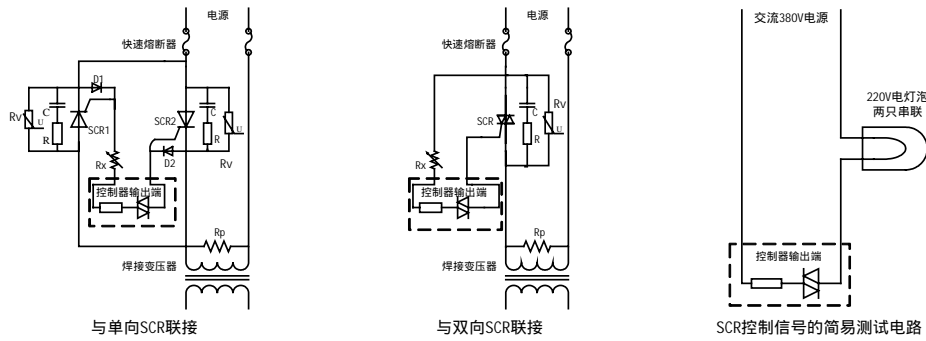 电源
快速熔断器
D1
Rv
U
C
R
SCR1
SCR2
C
R
U
D2
Rv
Rx
控制器输出端
Rp
焊接变压器
与单向SCR联接
电源
快速熔断器
SCR
C
R
Rv
U
Rx
控制器输出端
Rp
焊接变压器
与双向SCR联接
交流380V电源
220V电灯泡
两只串联
控制器输出端
SCR控制信号的简易测试电路